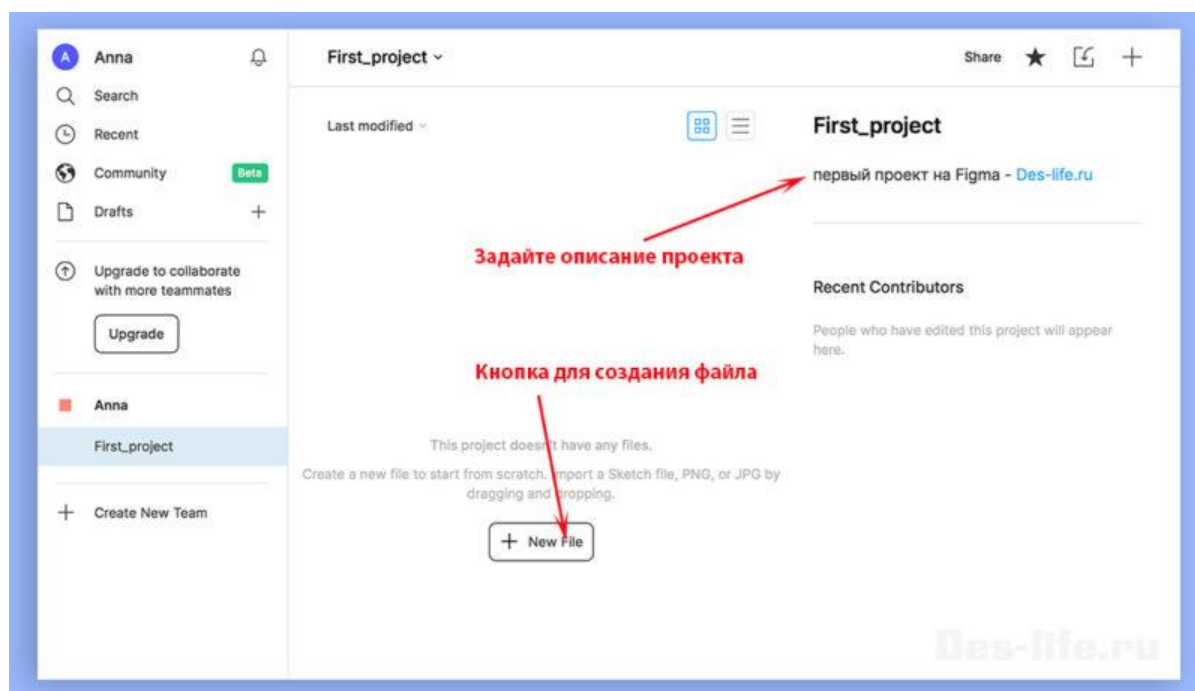 A Anna
Search
Recent
Community Beta
Drafts
Upgrade to collaborate
with more teammates
Upgrade
Anna
First_project
Create New Team
First_project
Share
Last modified
Задайте описание проекта
Кнопка для создания файла
This project doesn't have any files.
Create a new file to start from scratch. Import a Sketch file, PNG, or JPG by
dragging and dropping.
New File
First_project
первый проект на Figma - Des-life.ru
Recent Contributors
People who have edited this project will appear
here.
Des-life.ru